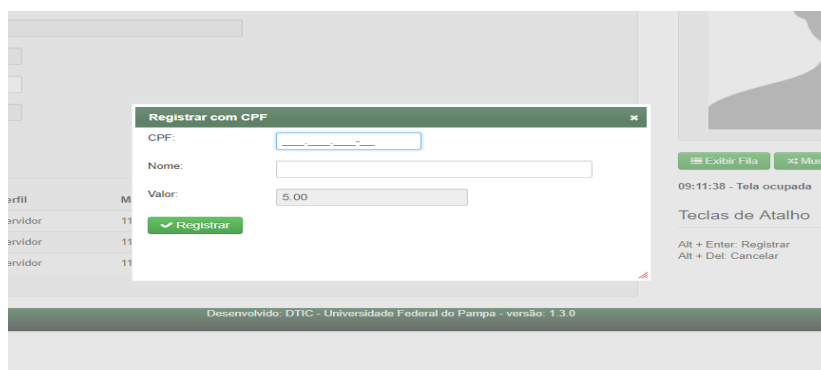 Registrar com CPF
CPF:
___.___.___-__
Nome:
Valor:
5.00
Registrar
erfil
M
ervidor
11
ervidor
11
ervidor
11
Exibir Fila
Mud
09:11:38 - Tela ocupada
Teclas de Atalho
Alt + Enter: Registrar
Alt + Del: Cancelar
Desenvolvido: DTIC - Universidade Federal do Pampa - versão: 1.3.0